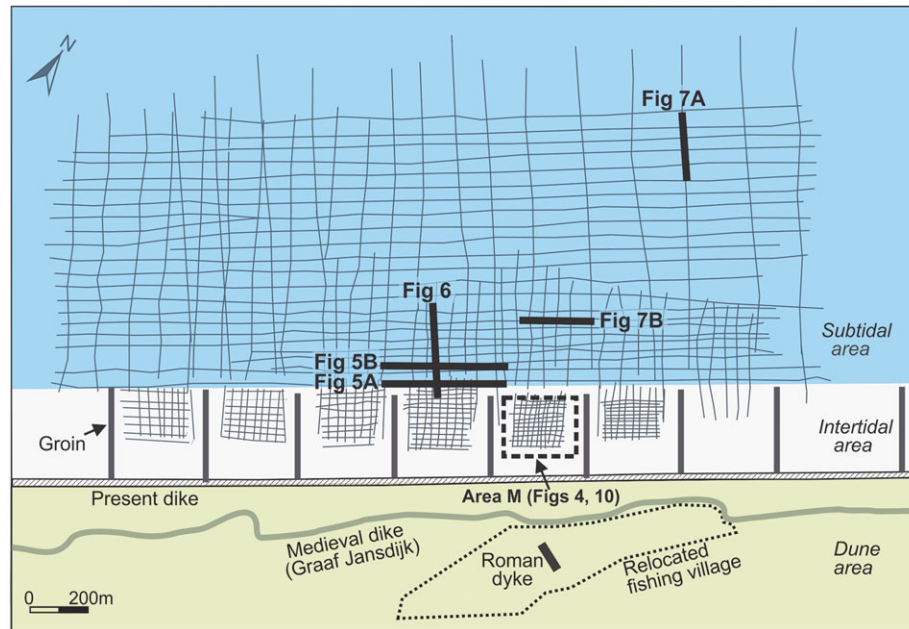 N
Fig 7A
Fig 6
Fig 7B
Subtidal
area
Fig 5B
Fig 5A
Groin
Intertidal
area
Present dike
Area M (Figs 4, 10)
Medieval dike
(Graaf Jansdijk)
Roman
dyke
Relocated
fishing village
Dune
area
0 200m